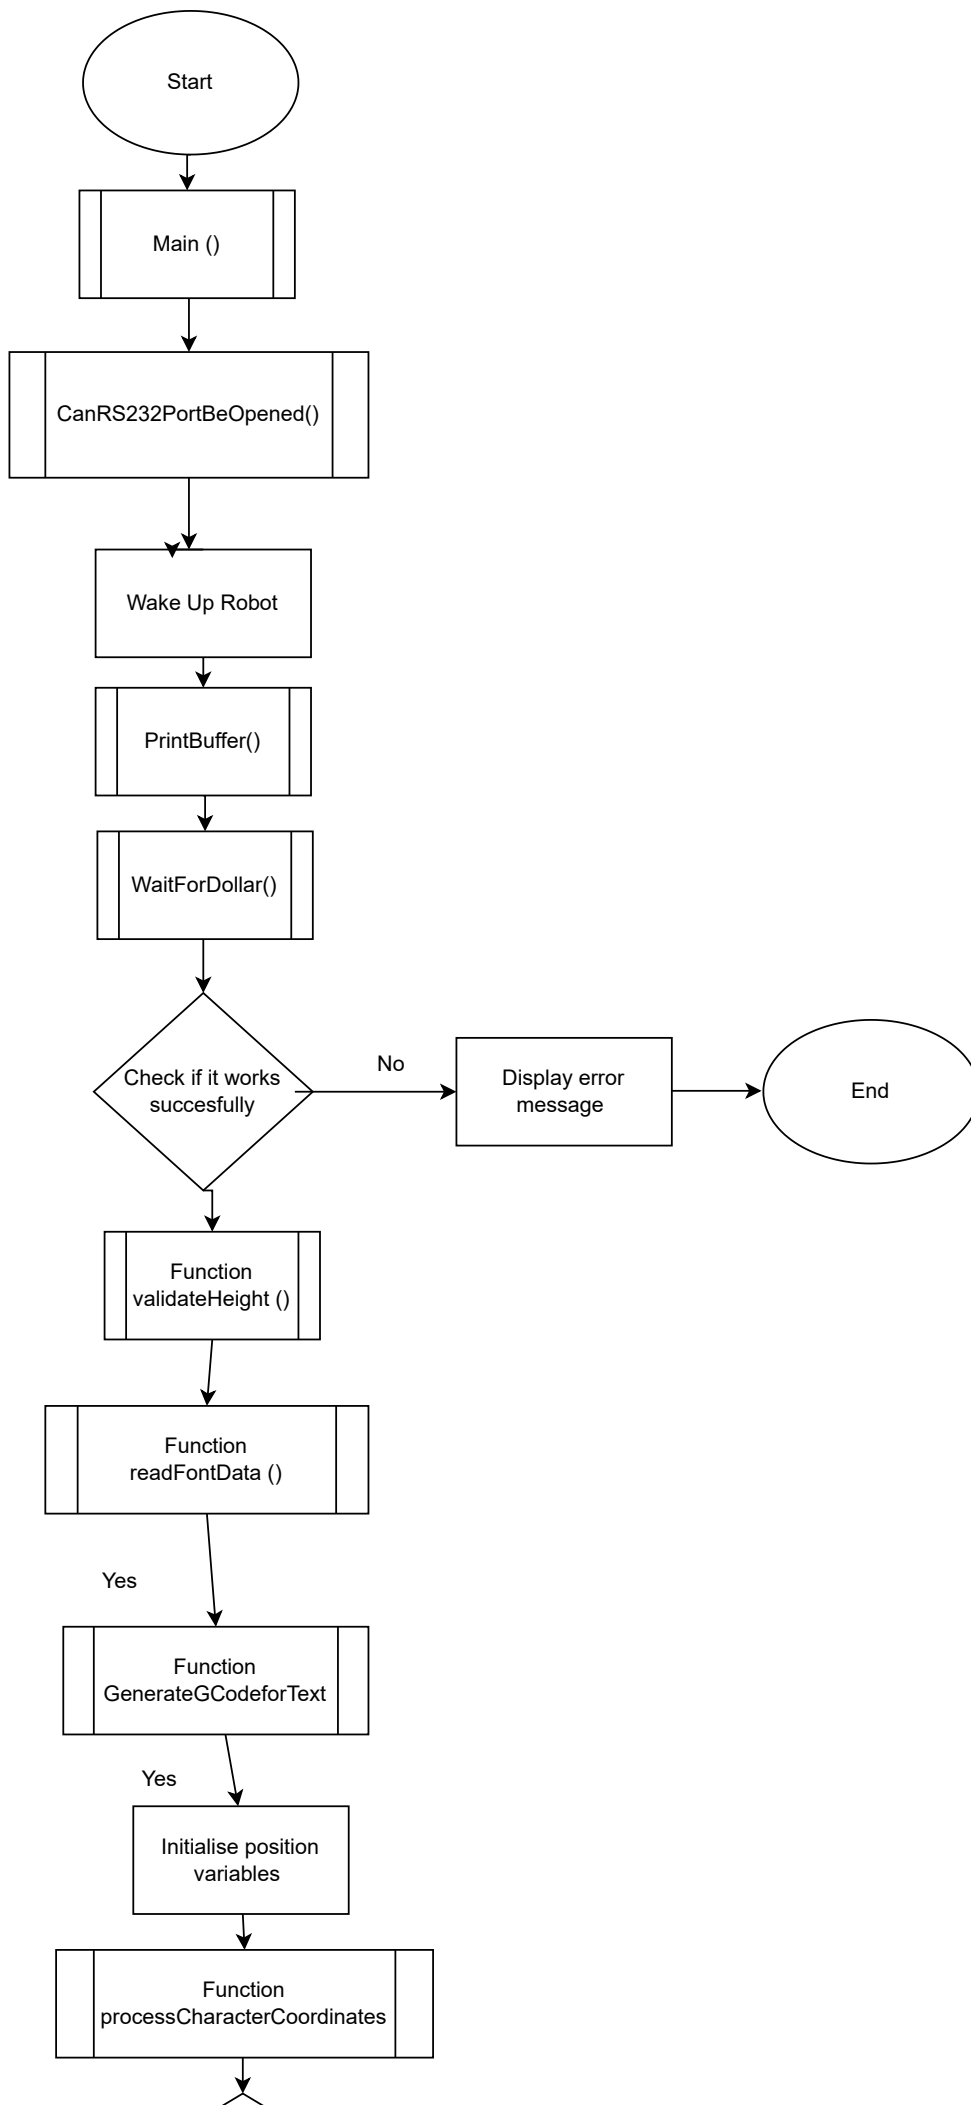 Start
Main ()
CanRS232PortBeOpened()
Wake Up Robot
PrintBuffer()
WaitForDollar()
Check if it works
succesfully
No
Display error
message
End
Function
validateHeight ()
Function
readFontData ()
Yes
Function
GenerateGCodeforText
Yes
Initialise position
variables
Function
processCharacterCoordinates